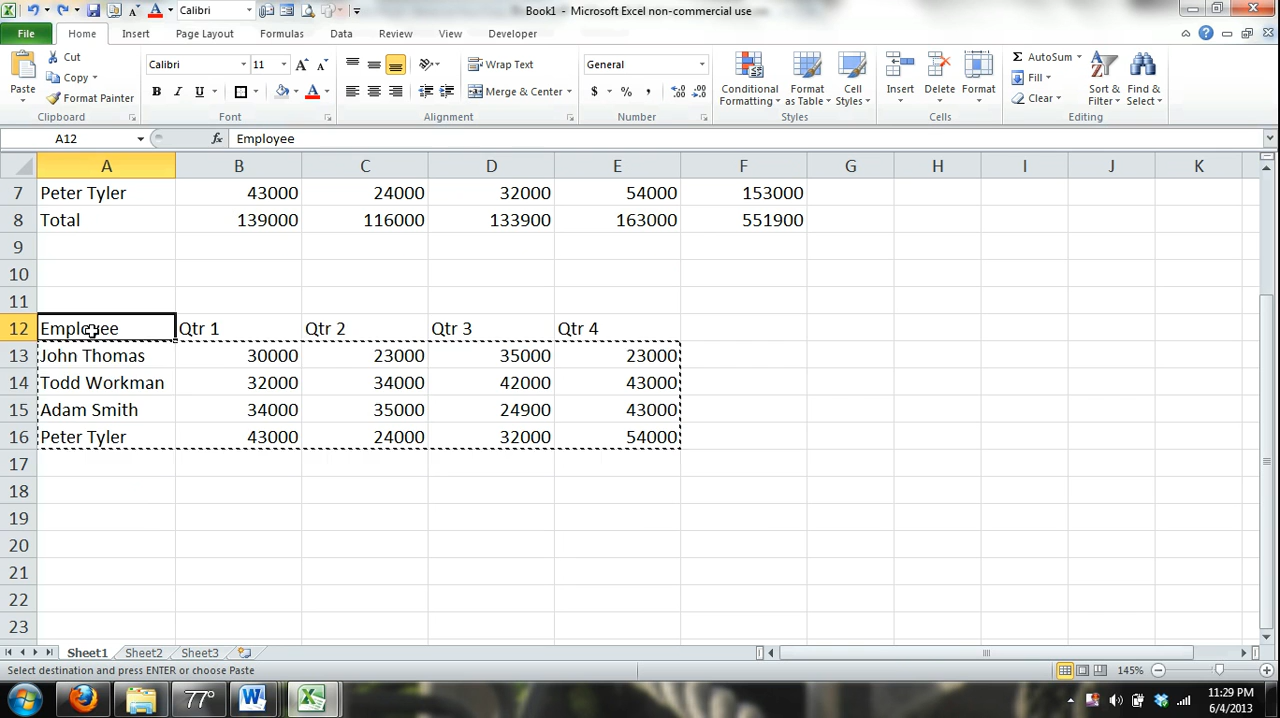 Calibri
Book1 - Microsoft Excel non-commercial use
File Home Insert Page Layout Formulas Data Review View Developer
Paste
Cut
Copy
Format Painter
Clipboard
Calibri 11
B I U A
Font
Wrap Text
Merge & Center
Alignment
General
$ % ,
Number
Conditional Formatting
Format as Table
Cell Styles
Styles
Insert Delete Format
Cells
AutoSum
Fill
Clear
Sort & Filter
Find & Select
Editing
A12 fx Employee
A B C D E F G H I J K
7 Peter Tyler 43000 24000 32000 54000 153000
8 Total 139000 116000 133900 163000 551900
9
10
11
12 Employee Qtr 1 Qtr 2 Qtr 3 Qtr 4
13 John Thomas 30000 23000 35000 23000
14 Todd Workman 32000 34000 42000 43000
15 Adam Smith 34000 35000 24900 43000
16 Peter Tyler 43000 24000 32000 54000
17
18
19
20
21
22
23
Sheet1 Sheet2 Sheet3
Select destination and press ENTER or choose Paste 145%
77°
11:29 PM
6/4/2013